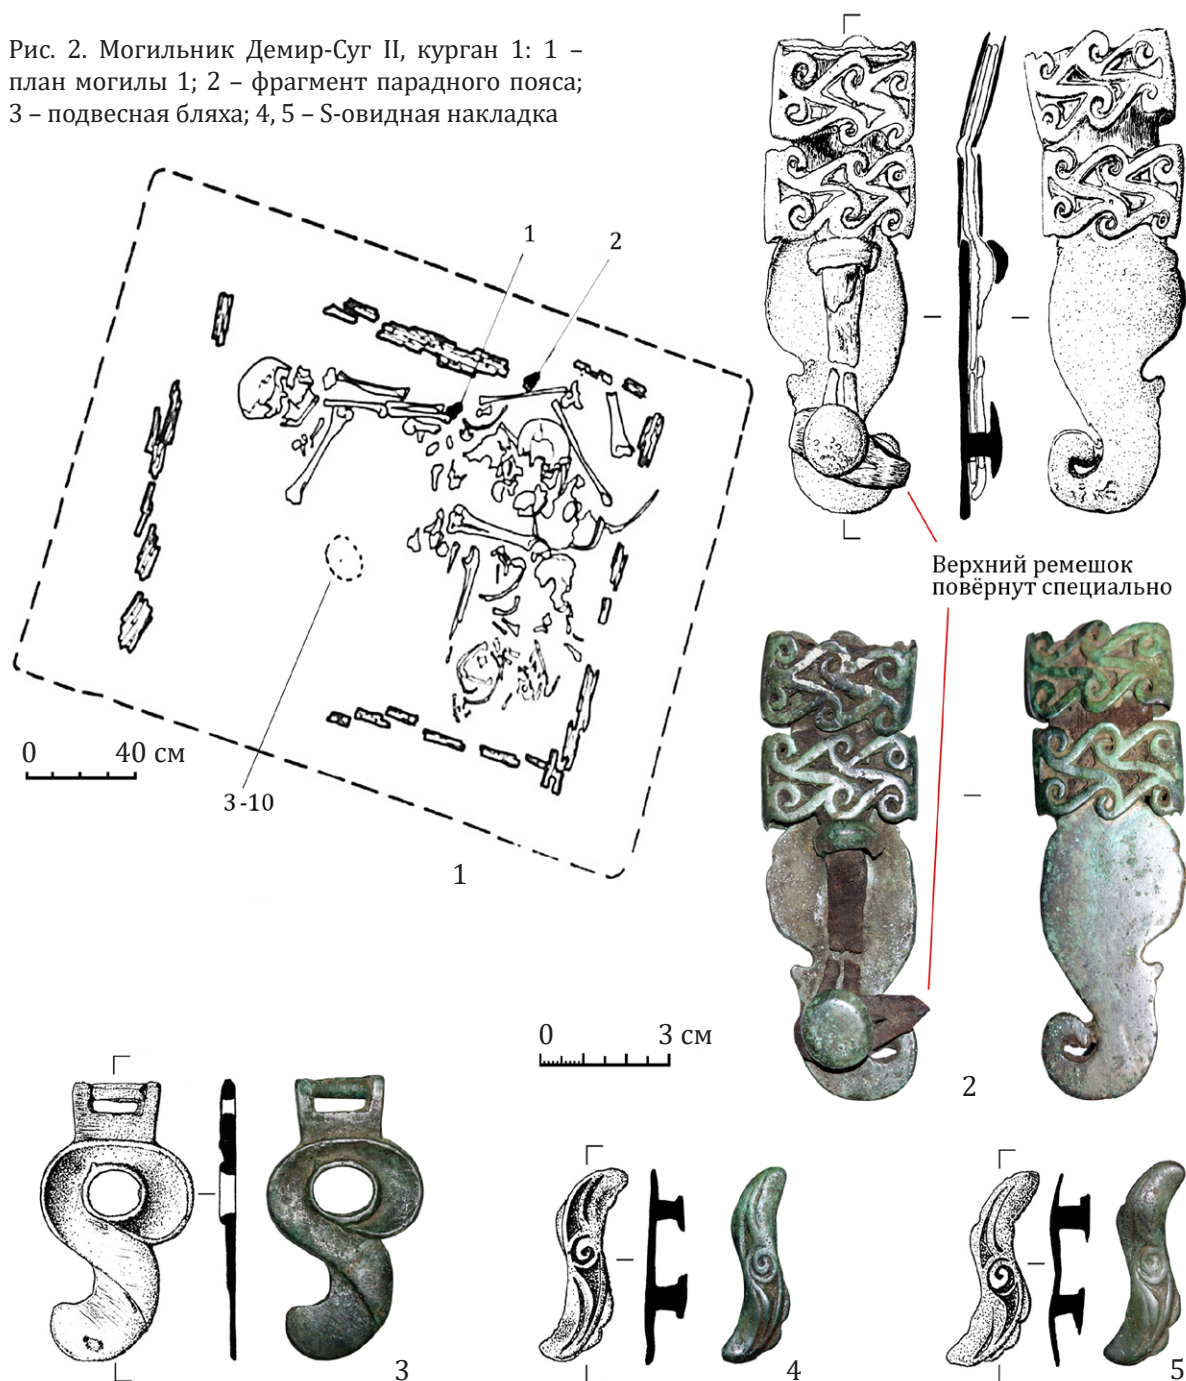 Рис. 2. Могильник Демир-Суг II, курган 1: 1 –
план могилы 1; 2 – фрагмент парадного пояса;
3 – подвесная бляха; 4, 5 – S-овидная накладка
1
2
Верхний ремешок
повёрнут специально
0 40 см
3-10
1
0 3 см
2
3
4
5